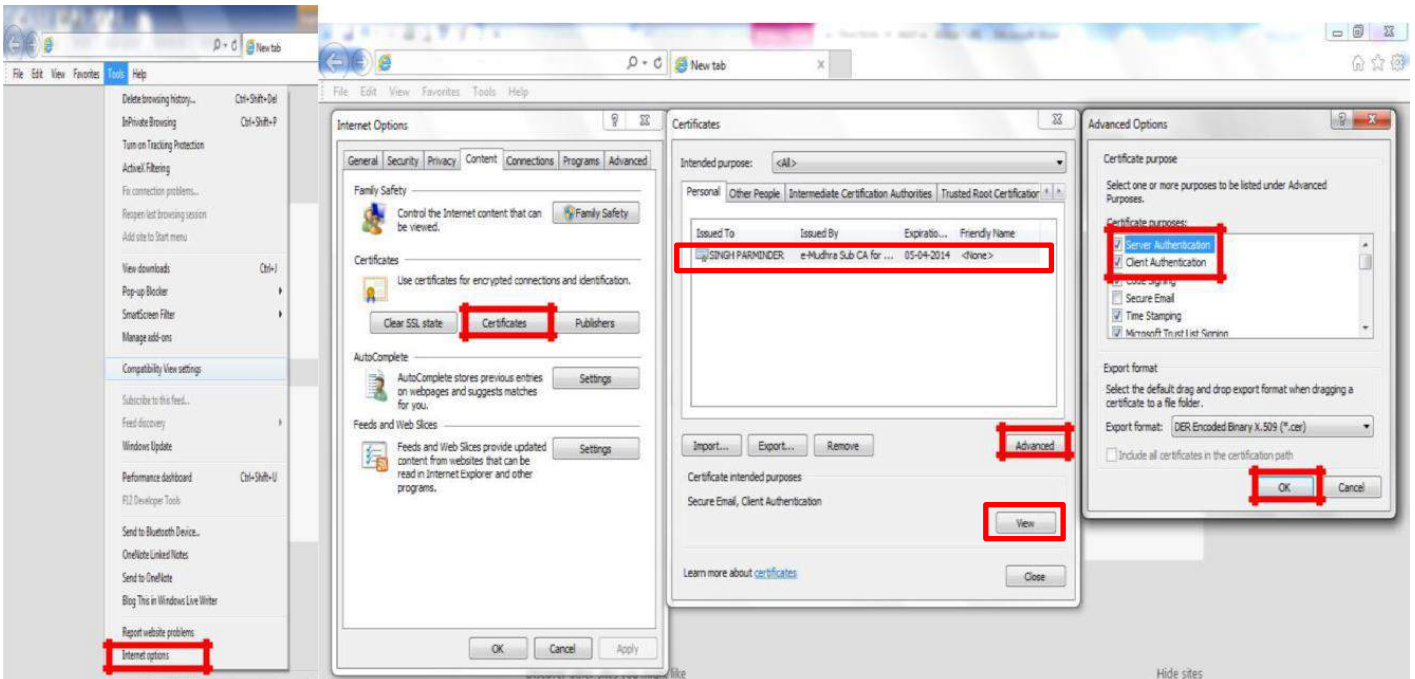 New tab
File Edit View Favorites Tools Help
Delete browsing history... Ctrl+Shift+Del
InPrivate Browsing Ctrl+Shift+P
Turn on Tracking Protection
ActiveX Filtering
Fix connection problems...
Reopen last browsing session
Add site to Start menu
View downloads Ctrl+J
Pop-up Blocker
SmartScreen Filter
Manage add-ons
Compatibility View settings
Subscribe to this feed...
Feed discovery
Windows Update
Performance dashboard Ctrl+Shift+U
F12 Developer Tools
Send to Bluetooth Device...
OneNote Linked Notes
Send to OneNote
Blog This in Windows Live Writer
Report website problems
Internet options
New tab
File Edit View Favorites Tools Help
Internet Options
General Security Privacy Content Connections Programs Advanced
Family Safety
Control the Internet content that can
be viewed.
Family Safety
Certificates
Use certificates for encrypted connections and identification.
Clear SSL state Certificates Publishers
AutoComplete
AutoComplete stores previous entries
on webpages and suggests matches
for you.
Settings
Feeds and Web Slices
Feeds and Web Slices provide updated
content from websites that can be
read in Internet Explorer and other
programs.
Settings
OK Cancel Apply
Certificates
Intended purpose: <All>
Personal Other People Intermediate Certification Authorities Trusted Root Certification
Issued To Issued By Expiratio... Friendly Name
SINGH PARMINDER e-Mudhra Sub CA for ... 05-04-2014 <None>
Import... Export... Remove Advanced
Certificate intended purposes
Secure Email, Client Authentication
View
Learn more about certificates
Close
Advanced Options
Certificate purpose
Select one or more purposes to be listed under Advanced
Purposes.
Certificate purposes:
Server Authentication
Client Authentication
Code Signing
Secure Email
Time Stamping
Microsoft Trust List Signing
Export format
Select the default drag and drop export format when dragging a
certificate to a file folder.
Export format: DER Encoded Binary X.509 (*.cer)
Include all certificates in the certification path
OK Cancel
like
Hide sites